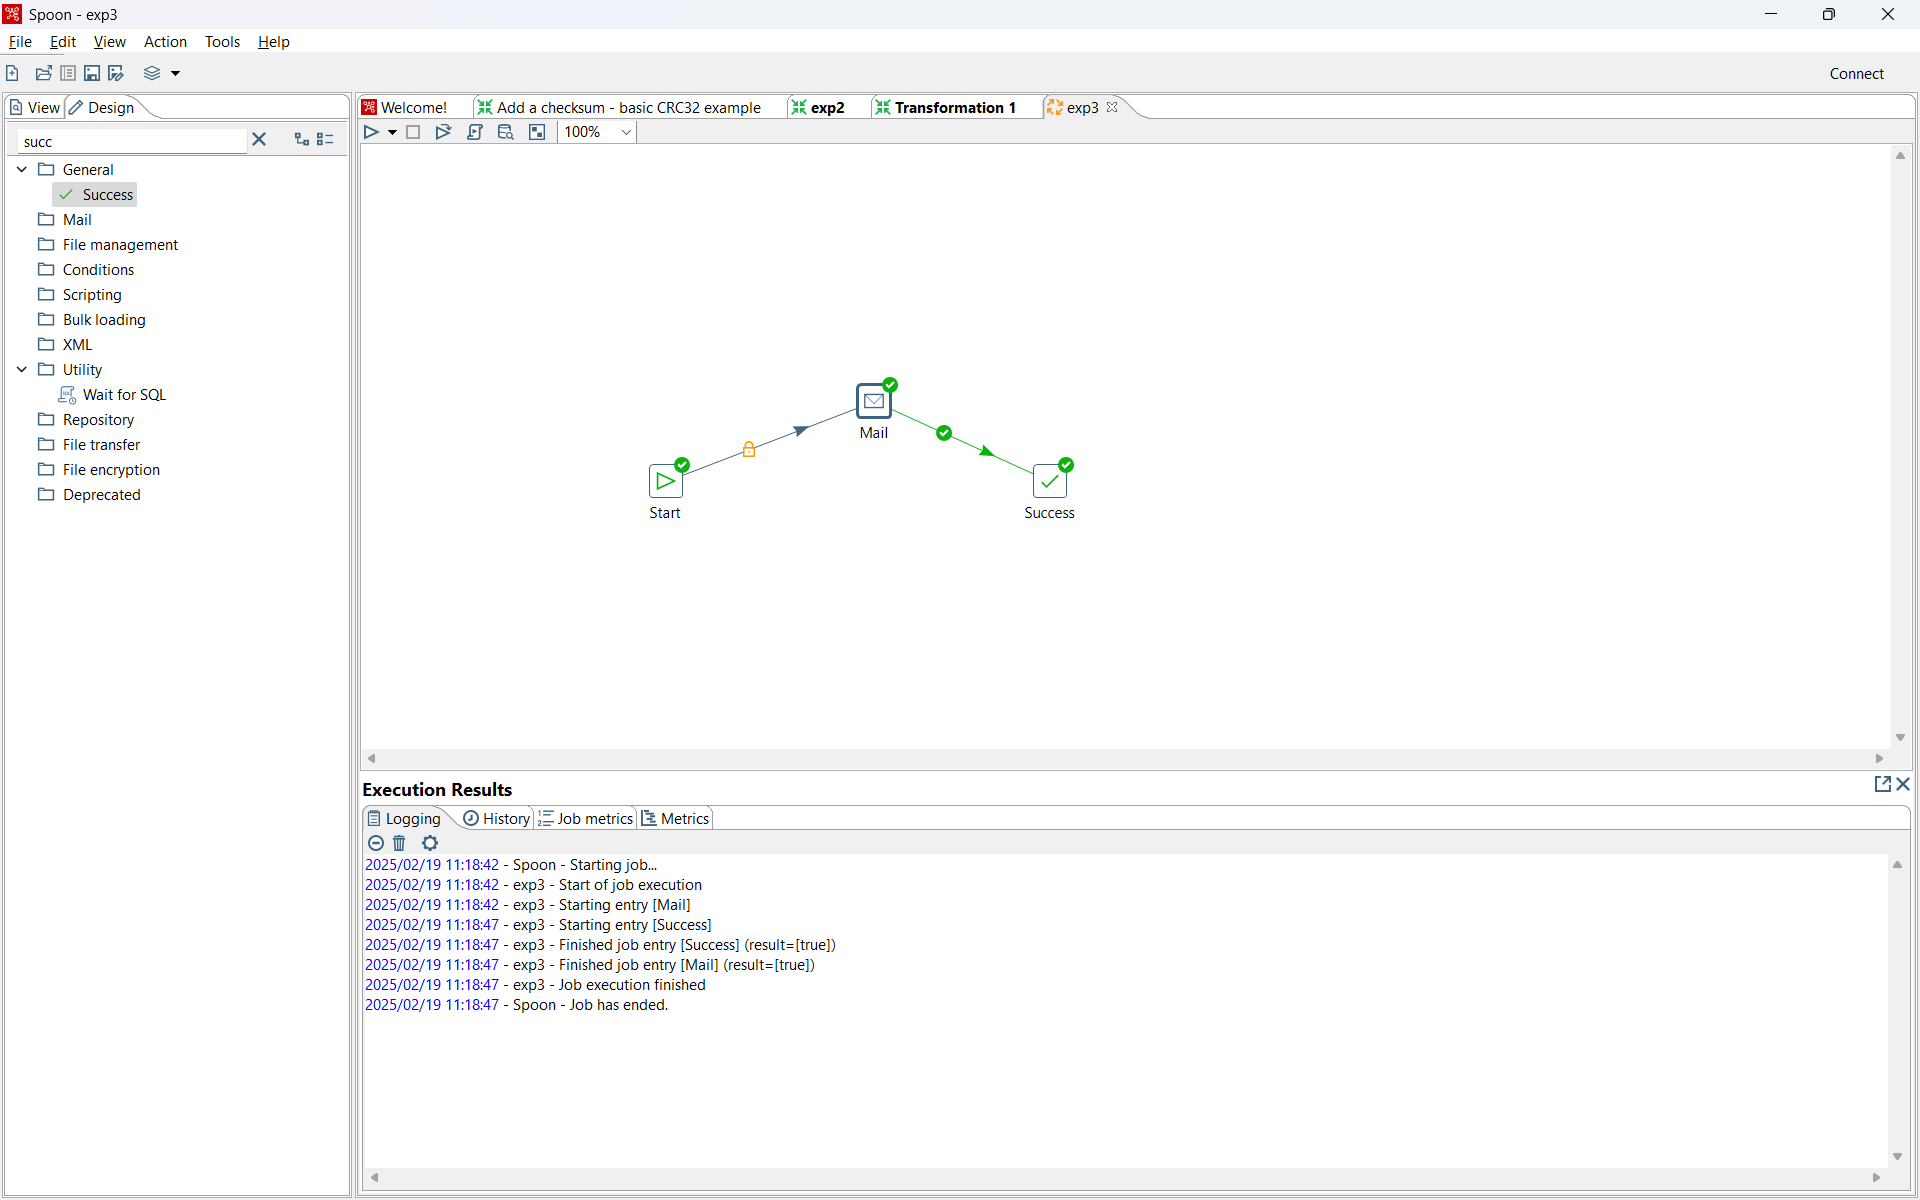 Spoon - exp3
File Edit View Action Tools Help
Connect
View Design
Welcome! Add a checksum - basic CRC32 example exp2 Transformation 1 exp3
100%
succ
General
Success
Mail
File management
Conditions
Scripting
Bulk loading
XML
Utility
Wait for SQL
Repository
File transfer
File encryption
Deprecated
Mail
Start
Success
Execution Results
Logging History Job metrics Metrics
2025/02/19 11:18:42 - Spoon - Starting job...
2025/02/19 11:18:42 - exp3 - Start of job execution
2025/02/19 11:18:42 - exp3 - Starting entry [Mail]
2025/02/19 11:18:47 - exp3 - Starting entry [Success]
2025/02/19 11:18:47 - exp3 - Finished job entry [Success] (result=[true])
2025/02/19 11:18:47 - exp3 - Finished job entry [Mail] (result=[true])
2025/02/19 11:18:47 - exp3 - Job execution finished
2025/02/19 11:18:47 - Spoon - Job has ended.